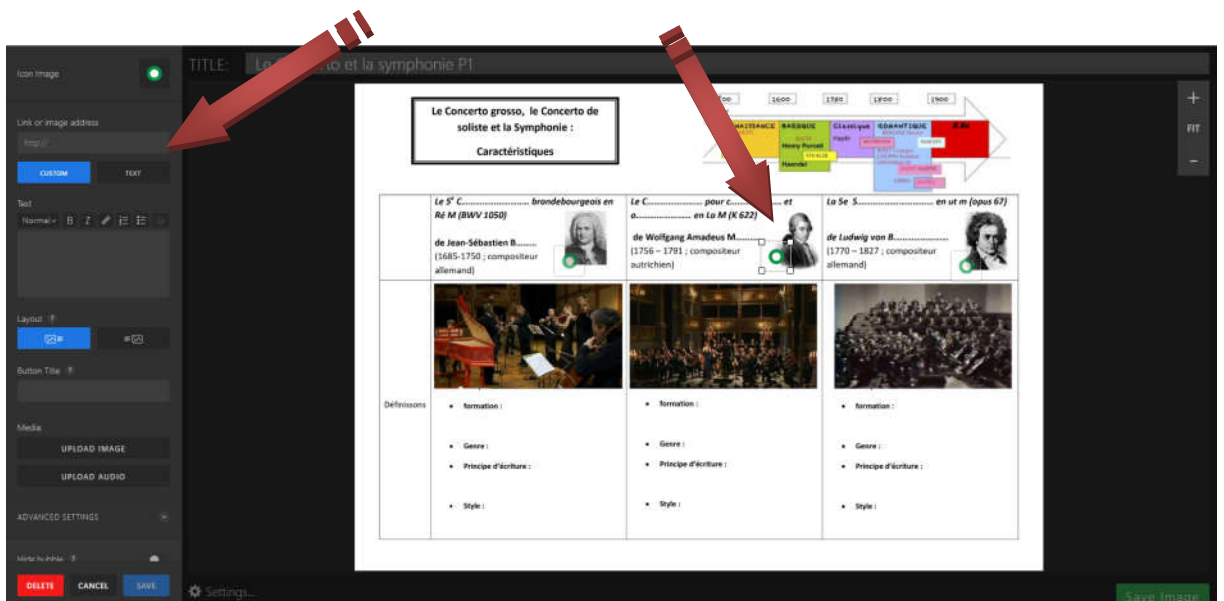 Icon Image
TITLE:
et la symphonie P1
Link or image address
http://
CUSTOM
TEXT
Text
Normal
B
I
Layout ?
Button Title ?
Media
UPLOAD IMAGE
UPLOAD AUDIO
ADVANCED SETTINGS
Hide bubble ?
DELETE
CANCEL
SAVE
Settings...
Save Image
+
FIT
-
Le Concerto grosso, le Concerto de
soliste et la Symphonie :
Caractéristiques
1600
1750
1800
1900
BAROQUE
Classique
ROMANTIQUE
Henry Purcell
Haendel
Haydn
Le 5e C.............................. brondebourgeois en
Ré M (BWV 1050)
de Jean-Sébastien B.........
(1685-1750 ; compositeur
allemand)
Le C......................... pour c...................... et
o........................ en La M (K 622)
de Wolfgang Amadeus M............
(1756 – 1791 ; compositeur
autrichien)
La 5e S................................. en ut m (opus 67)
de Ludwig van B........................
(1770 – 1827 ; compositeur
allemand)
Définissons
• formation :
• Genre :
• Principe d'écriture :
• Style :
• formation :
• Genre :
• Principe d'écriture :
• Style :
• formation :
• Genre :
• Principe d'écriture :
• Style :